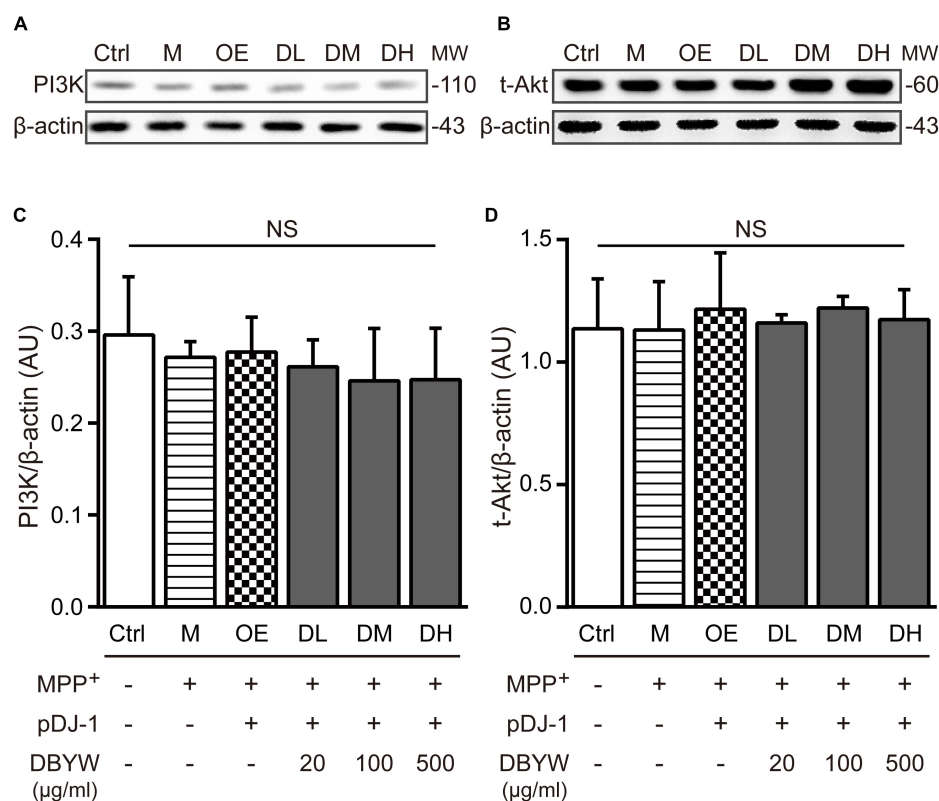 A
Ctrl M OE DL DM DH MW
PI3K -110
β-actin -43
B
Ctrl M OE DL DM DH MW
t-Akt -60
β-actin -43
C
NS
PI3K/β-actin (AU)
0.4
0.3
0.2
0.1
0.0
Ctrl M OE DL DM DH
MPP+ - + + + + +
pDJ-1 - - + + + +
DBYW - - - 20 100 500
(μg/ml)
D
NS
t-Akt/β-actin (AU)
1.5
1.0
0.5
0.0
Ctrl M OE DL DM DH
MPP+ - + + + + +
pDJ-1 - - + + + +
DBYW - - - 20 100 500
(μg/ml)